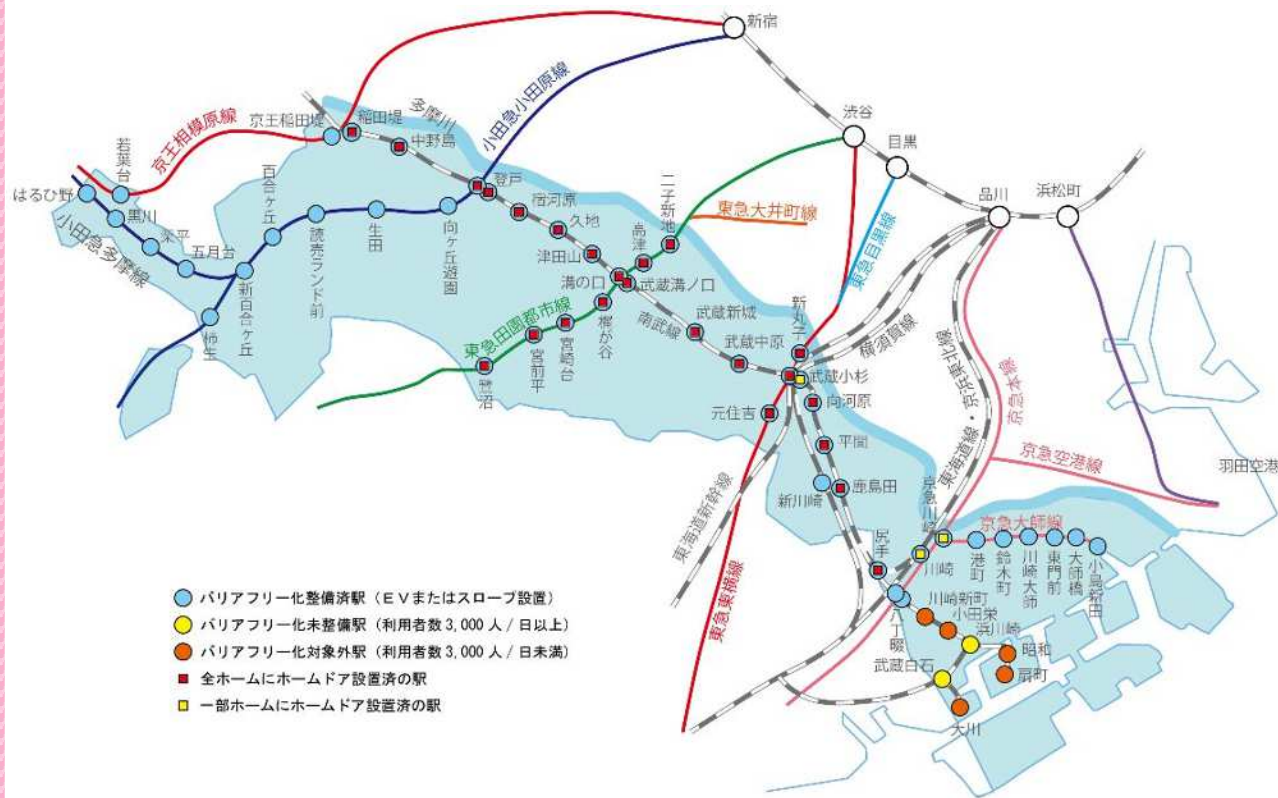 新宿
渋谷
目黒
品川
浜松町
羽田空港
京王相模原線
小田急小田原線
多摩川
小田急多摩線
東急田園都市線
東急大井町線
東急目黒線
横須賀線
南武線
東海道線・京浜東北線
京急本線
京急空港線
京急大師線
東海道新幹線
東急東横線
若葉台
京王稲田堤
稲田堤
中野島
登戸
宿河原
久地
津田山
武蔵溝ノ口
武蔵新城
武蔵中原
武蔵小杉
向河原
平間
鹿島田
新川崎
尻手
川崎
京急川崎
港町
鈴木町
川崎大師
東門前
大師橋
小島新田
八丁畷
川崎新町
小田栄
浜川崎
昭和
扇町
武蔵白石
大川
はるひ野
黒川
栗平
五月台
新百合ヶ丘
柿生
百合ヶ丘
読売ランド前
生田
向ヶ丘遊園
二子新地
高津
溝の口
梶が谷
宮崎台
宮前平
鷺沼
新丸子
元住吉
バリアフリー化整備済駅（ＥＶまたはスロープ設置）
バリアフリー化未整備駅（利用者数3,000人／日以上）
バリアフリー化対象外駅（利用者数3,000人／日未満）
全ホームにホームドア設置済の駅
一部ホームにホームドア設置済の駅